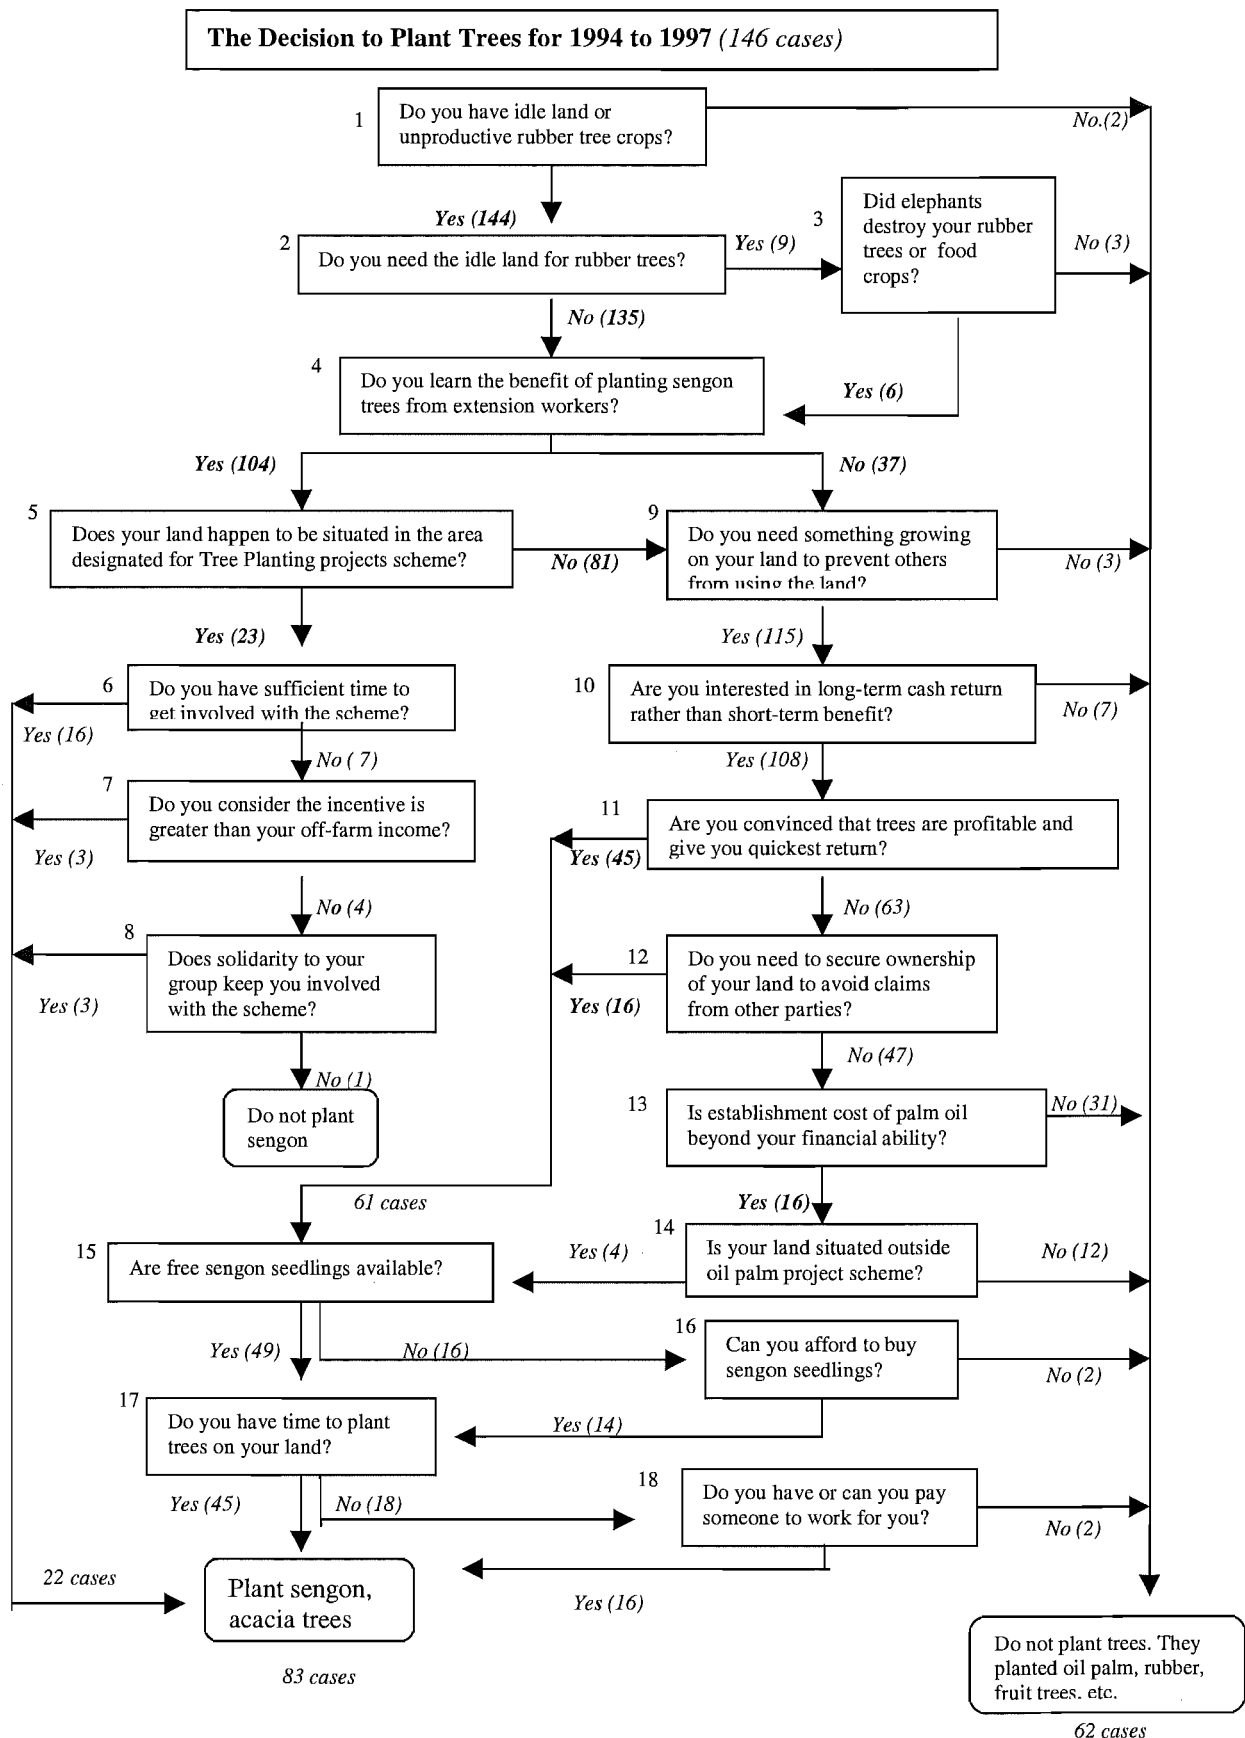 The Decision to Plant Trees for 1994 to 1997 (146 cases)
1
Do you have idle land or
unproductive rubber tree crops?
No.(2)
Yes (144)
2
Do you need the idle land for rubber trees?
Yes (9)
3
Did elephants
destroy your rubber
trees or food
crops?
No (3)
No (135)
4
Do you learn the benefit of planting sengon
trees from extension workers?
Yes (6)
Yes (104)
No (37)
5
Does your land happen to be situated in the area
designated for Tree Planting projects scheme?
No (81)
9
Do you need something growing
on your land to prevent others
from using the land?
No (3)
Yes (23)
Yes (115)
6
Do you have sufficient time to
get involved with the scheme?
Yes (16)
No ( 7)
10
Are you interested in long-term cash return
rather than short-term benefit?
No (7)
Yes (108)
7
Do you consider the incentive is
greater than your off-farm income?
Yes (3)
11
Are you convinced that trees are profitable and
give you quickest return?
Yes (45)
No (4)
No (63)
8
Does solidarity to your
group keep you involved
with the scheme?
Yes (3)
12
Do you need to secure ownership
of your land to avoid claims
from other parties?
Yes (16)
No (1)
No (47)
Do not plant
sengon
13
Is establishment cost of palm oil
beyond your financial ability?
No (31)
61 cases
Yes (16)
14
Is your land situated outside
oil palm project scheme?
Yes (4)
No (12)
15
Are free sengon seedlings available?
Yes (49)
No (16)
16
Can you afford to buy
sengon seedlings?
No (2)
17
Do you have time to plant
trees on your land?
Yes (14)
Yes (45)
No (18)
18
Do you have or can you pay
someone to work for you?
No (2)
22 cases
Plant sengon,
acacia trees
Yes (16)
83 cases
Do not plant trees. They
planted oil palm, rubber,
fruit trees. etc.
62 cases